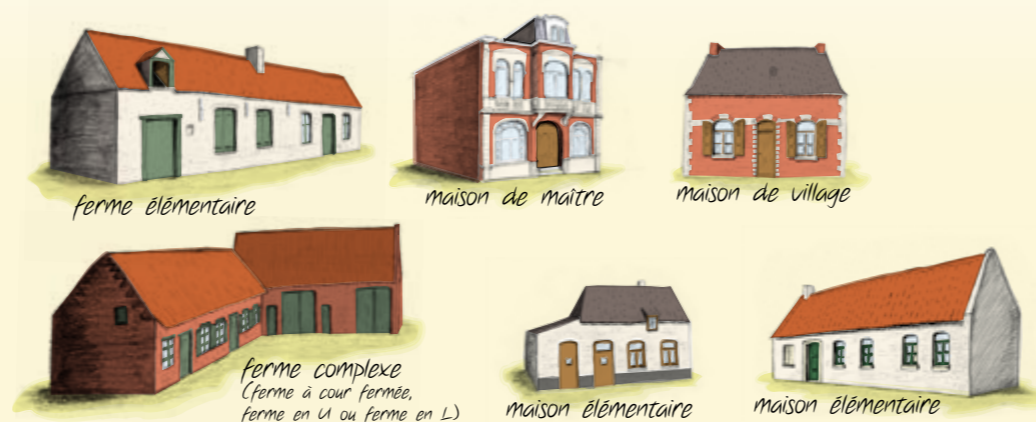 ferme élémentaire
maison de maître
maison de village
ferme complexe
(ferme à cour fermée,
ferme en U ou ferme en L)
maison élémentaire
maison élémentaire